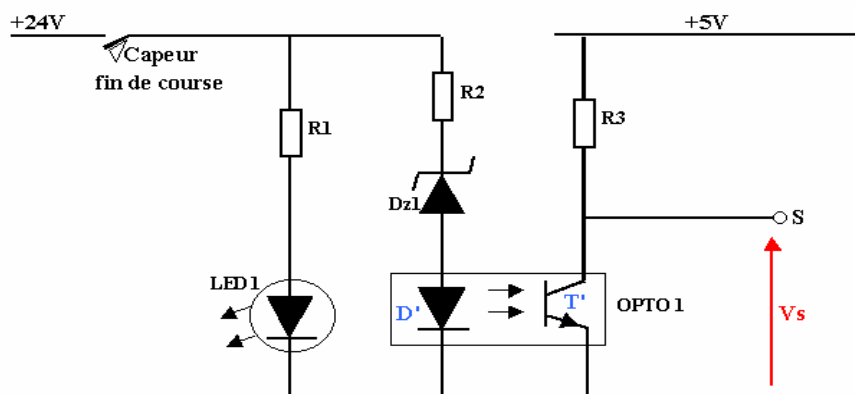 +24V
+5V
Capeur
fin de course
R1
R2
R3
Dz1
S
LED1
D'
T'
OPTO1
Vs